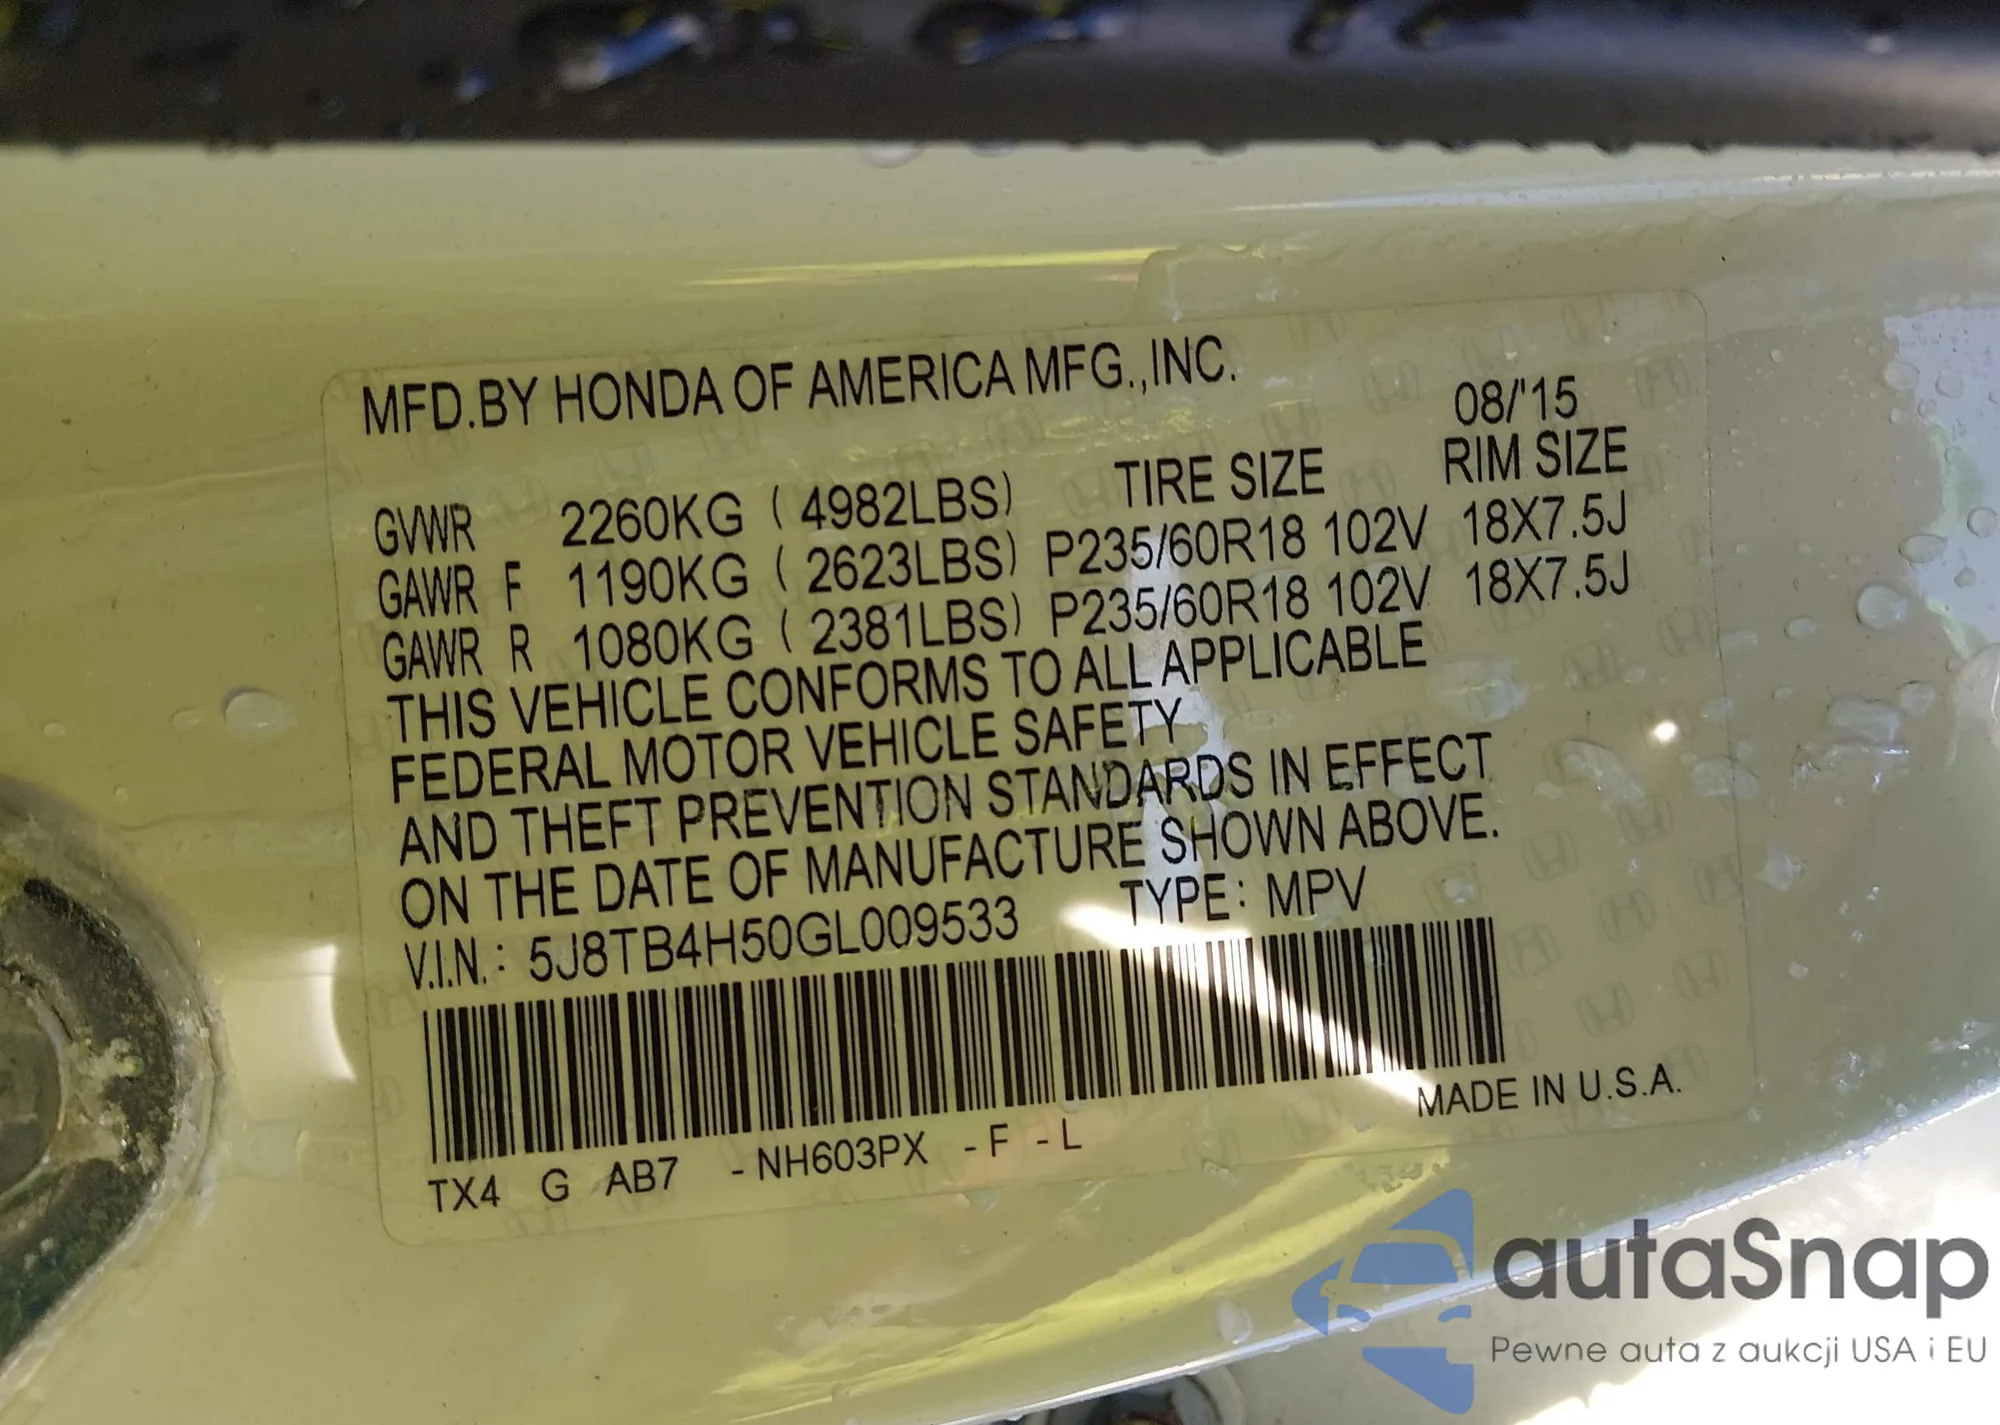 MFD.BY HONDA OF AMERICA MFG.,INC.
08/'15
TIRE SIZE RIM SIZE
GVWR 2260KG ( 4982LBS)
GAWR F 1190KG ( 2623LBS) P235/60R18 102V 18X7.5J
GAWR R 1080KG ( 2381LBS) P235/60R18 102V 18X7.5J
THIS VEHICLE CONFORMS TO ALL APPLICABLE
FEDERAL MOTOR VEHICLE SAFETY
AND THEFT PREVENTION STANDARDS IN EFFECT
ON THE DATE OF MANUFACTURE SHOWN ABOVE.
V.I.N.: 5J8TB4H50GL009533 TYPE: MPV
MADE IN U.S.A.
TX4 G AB7 -NH603PX -F -L
autaSnap
Pewne auta z aukcji USA i EU